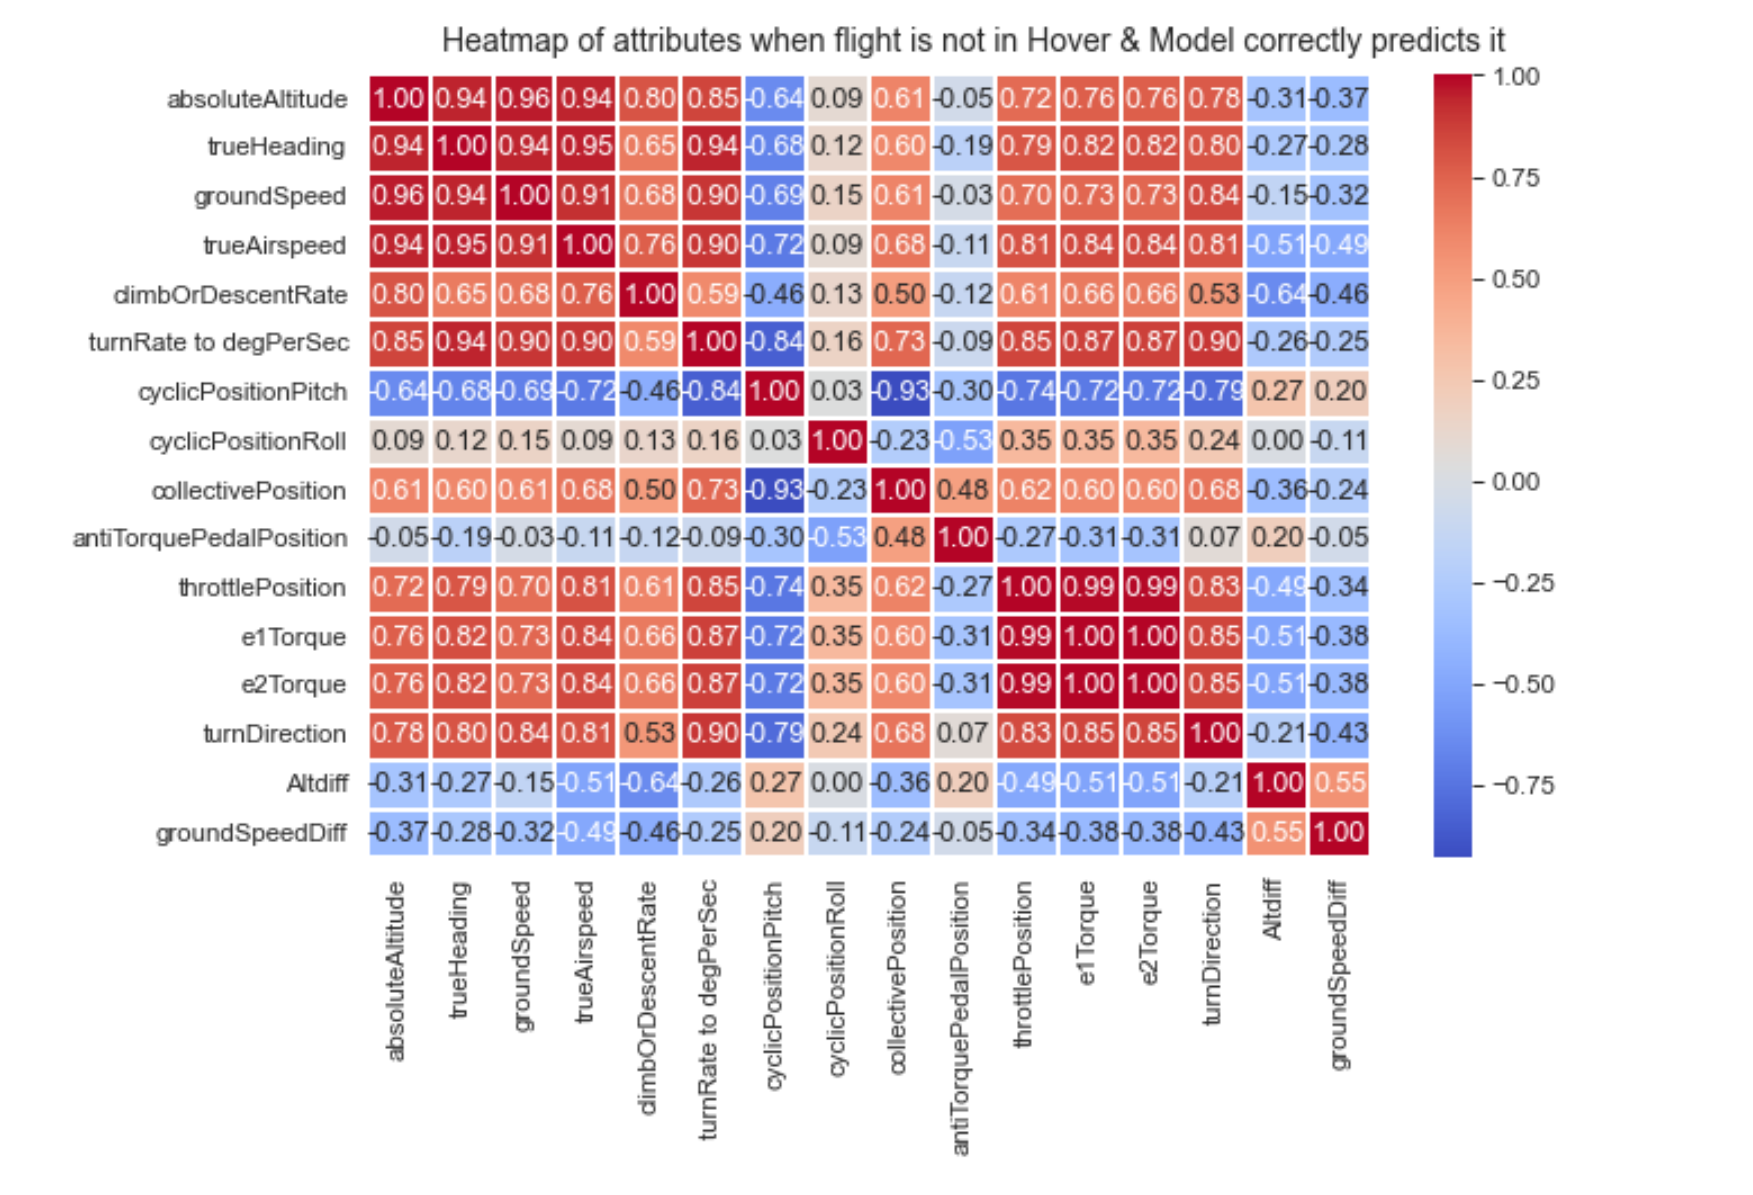 Heatmap of attributes when flight is not in Hover & Model correctly predicts it
absoluteAltitude 1.00 0.94 0.96 0.94 0.80 0.85 -0.64 0.09 0.61 -0.05 0.72 0.76 0.76 0.78 -0.31 -0.37
trueHeading 0.94 1.00 0.94 0.95 0.65 0.94 -0.68 0.12 0.60 -0.19 0.79 0.82 0.82 0.80 -0.27 -0.28
groundSpeed 0.96 0.94 1.00 0.91 0.68 0.90 -0.69 0.15 0.61 -0.03 0.70 0.73 0.73 0.84 -0.15 -0.32
trueAirspeed 0.94 0.95 0.91 1.00 0.76 0.90 -0.72 0.09 0.68 -0.11 0.81 0.84 0.84 0.81 -0.51 -0.49
climbOrDescentRate 0.80 0.65 0.68 0.76 1.00 0.59 -0.46 0.13 0.50 -0.12 0.61 0.66 0.66 0.53 -0.64 -0.46
turnRate to degPerSec 0.85 0.94 0.90 0.90 0.59 1.00 -0.84 0.16 0.73 -0.09 0.85 0.87 0.87 0.90 -0.26 -0.25
cyclicPositionPitch -0.64 -0.68 -0.69 -0.72 -0.46 -0.84 1.00 0.03 -0.93 -0.30 -0.74 -0.72 -0.72 -0.79 0.27 0.20
cyclicPositionRoll 0.09 0.12 0.15 0.09 0.13 0.16 0.03 1.00 -0.23 -0.53 0.35 0.35 0.35 0.24 0.00 -0.11
collectivePosition 0.61 0.60 0.61 0.68 0.50 0.73 -0.93 -0.23 1.00 0.48 0.62 0.60 0.60 0.68 -0.36 -0.24
antiTorquePedalPosition -0.05 -0.19 -0.03 -0.11 -0.12 -0.09 -0.30 -0.53 0.48 1.00 -0.27 -0.31 -0.31 0.07 0.20 -0.05
throttlePosition 0.72 0.79 0.70 0.81 0.61 0.85 -0.74 0.35 0.62 -0.27 1.00 0.99 0.99 0.83 -0.49 -0.34
e1Torque 0.76 0.82 0.73 0.84 0.66 0.87 -0.72 0.35 0.60 -0.31 0.99 1.00 1.00 0.85 -0.51 -0.38
e2Torque 0.76 0.82 0.73 0.84 0.66 0.87 -0.72 0.35 0.60 -0.31 0.99 1.00 1.00 0.85 -0.51 -0.38
turnDirection 0.78 0.80 0.84 0.81 0.53 0.90 -0.79 0.24 0.68 0.07 0.83 0.85 0.85 1.00 -0.21 -0.43
Altdiff -0.31 -0.27 -0.15 -0.51 -0.64 -0.26 0.27 0.00 -0.36 0.20 -0.49 -0.51 -0.51 -0.21 1.00 0.55
groundSpeedDiff -0.37 -0.28 -0.32 -0.49 -0.46 -0.25 0.20 -0.11 -0.24 -0.05 -0.34 -0.38 -0.38 -0.43 0.55 1.00
absoluteAltitude
trueHeading
groundSpeed
trueAirspeed
climbOrDescentRate
turnRate to degPerSec
cyclicPositionPitch
cyclicPositionRoll
collectivePosition
antiTorquePedalPosition
throttlePosition
e1Torque
e2Torque
turnDirection
Altdiff
groundSpeedDiff
1.00
0.75
0.50
0.25
0.00
−0.25
−0.50
−0.75